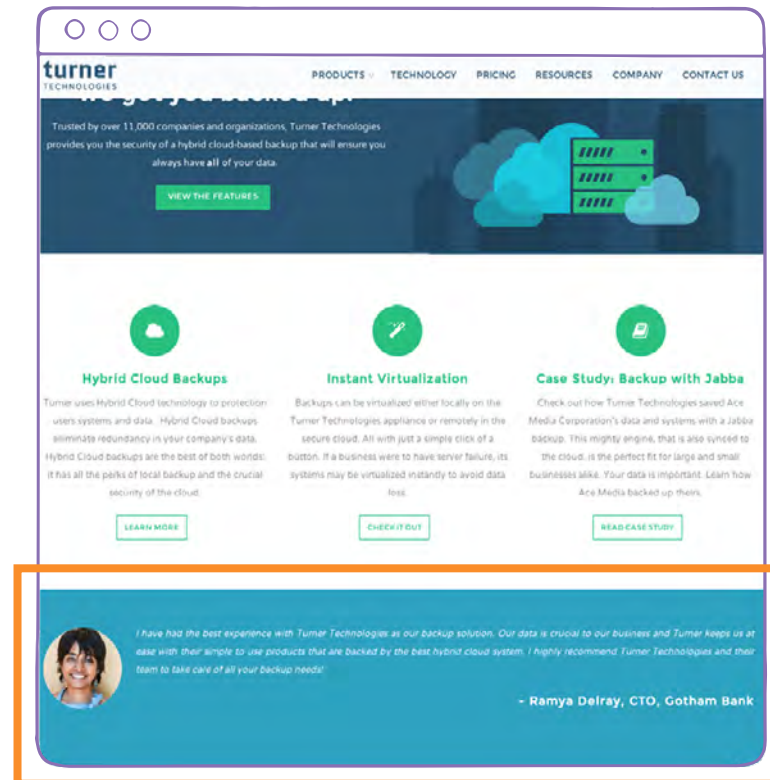 turner
TECHNOLOGIES
PRODUCTS TECHNOLOGY PRICING RESOURCES COMPANY CONTACT US
we got you backed up!
Trusted by over 11,000 companies and organizations, Turner Technologies
provides you the security of a hybrid cloud-based backup that will ensure you
always have all of your data.
VIEW THE FEATURES
Hybrid Cloud Backups
Turner uses Hybrid Cloud technology to protection
users systems and data. Hybrid Cloud backups
eliminate redundancy in your company's data.
Hybrid Cloud backups are the best of both worlds:
it has all the perks of local backup and the crucial
security of the cloud.
LEARN MORE
Instant Virtualization
Backups can be virtualized either locally on the
Turner Technologies appliance or remotely in the
secure cloud. All with just a simple click of a
button. If a business were to have server failure, its
systems may be virtualized instantly to avoid data
loss.
CHECK IT OUT
Case Study: Backup with Jabba
Check out how Turner Technologies saved Ace
Media Corporation's data and systems with a Jabba
backup. This mighty engine, that is also synced to
the cloud, is the perfect fit for large and small
businesses alike. Your data is important. Learn how
Ace Media backed up theirs.
READ CASE STUDY
I have had the best experience with Turner Technologies as our backup solution. Our data is crucial to our business and Turner keeps us at
ease with their simple to use products that are backed by the best hybrid cloud system. I highly recommend Turner Technologies and their
team to take care of all your backup needs!
- Ramya Delray, CTO, Gotham Bank